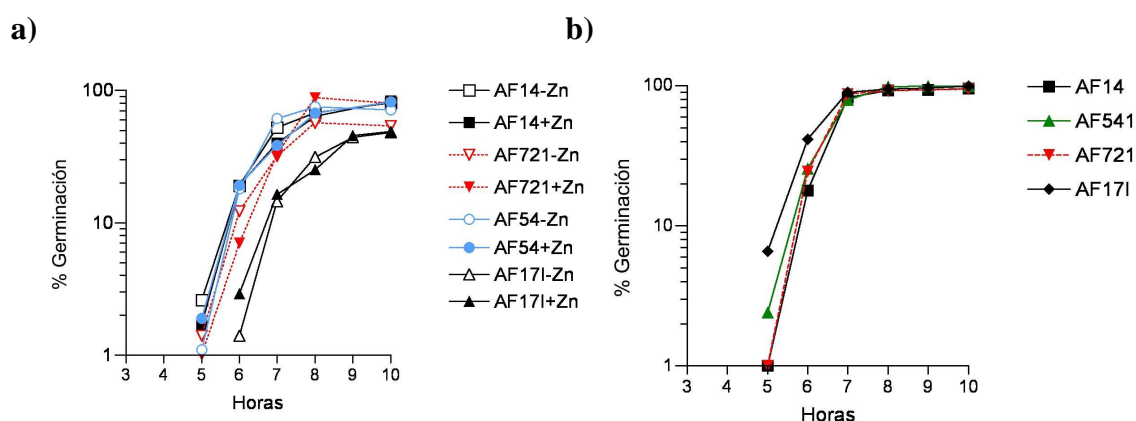 a)
% Germinación
100
10
1
3 4 5 6 7 8 9 10
Horas
AF14-Zn
AF14+Zn
AF721-Zn
AF721+Zn
AF54-Zn
AF54+Zn
AF17I-Zn
AF17I+Zn
b)
% Germinación
100
10
1
3 4 5 6 7 8 9 10
Horas
AF14
AF541
AF721
AF17I